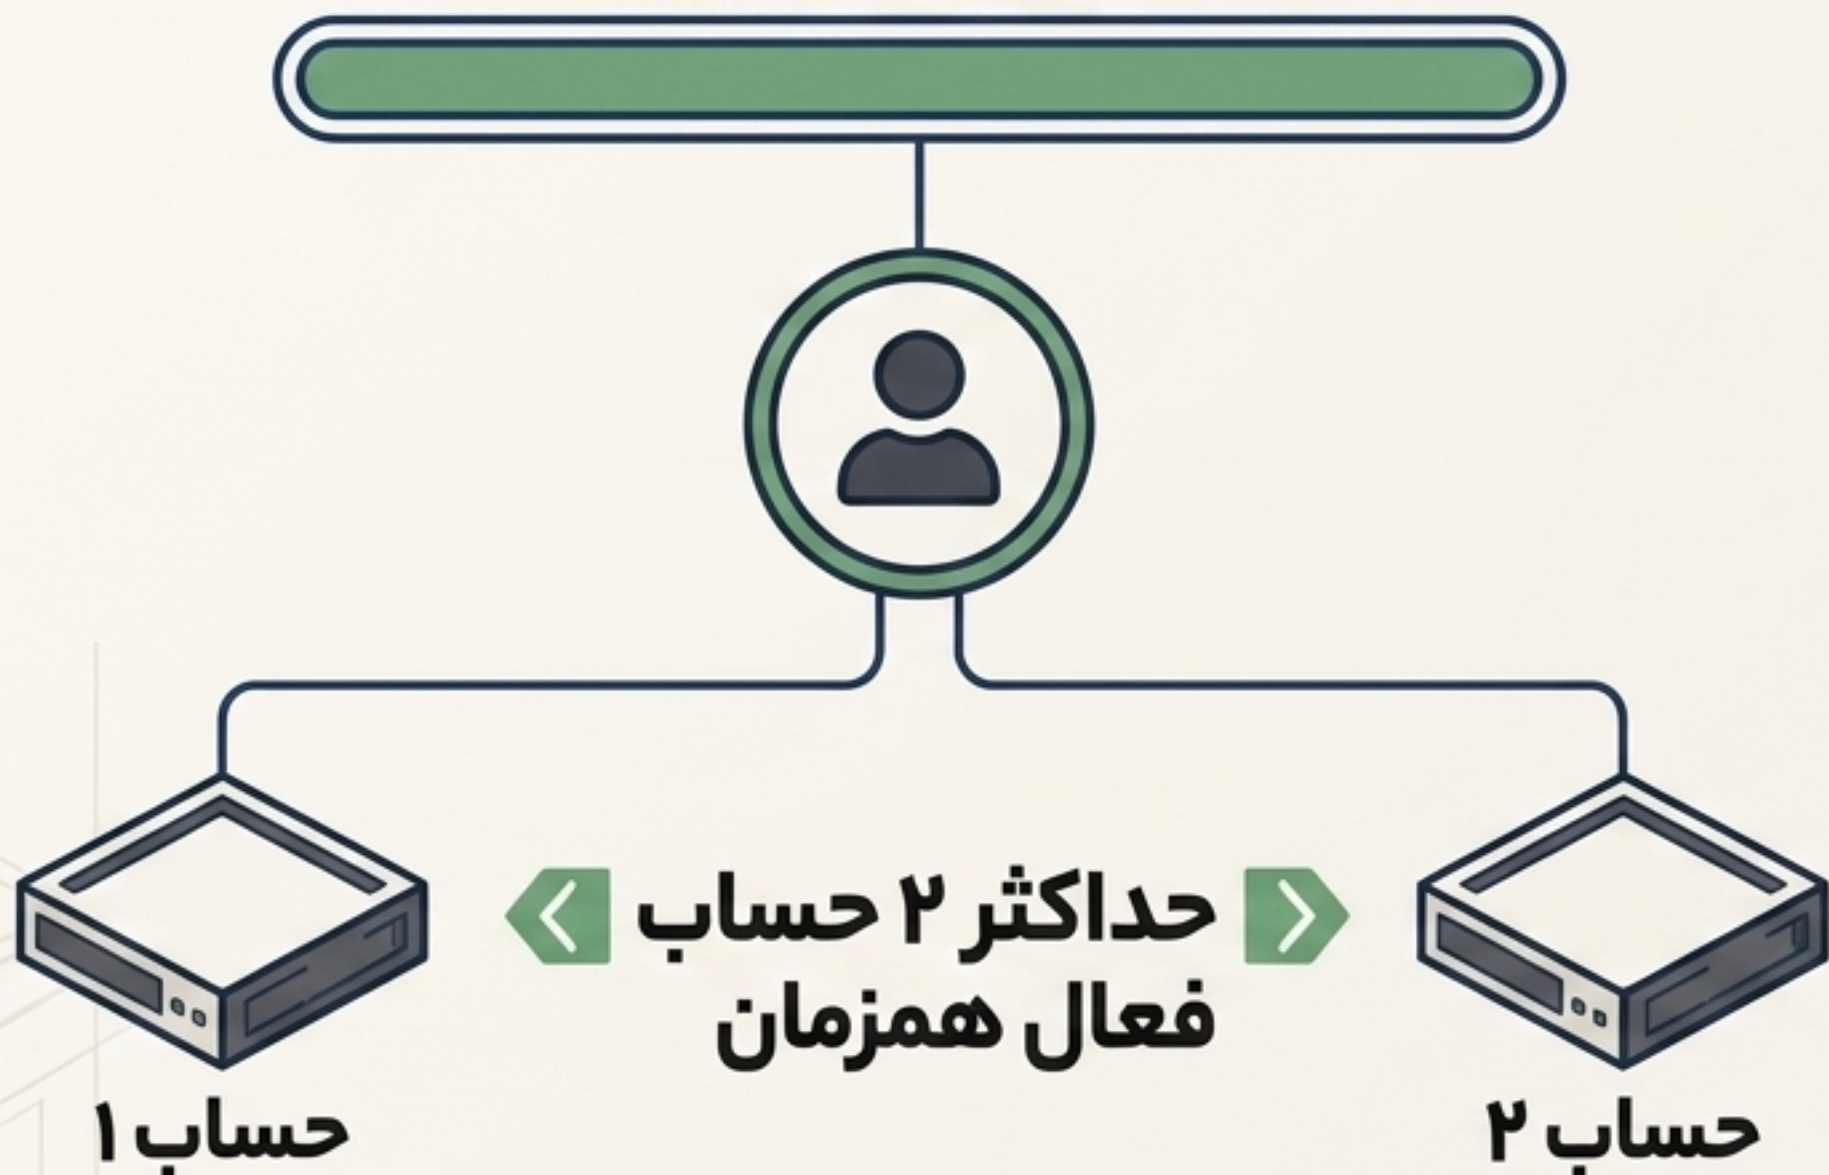 حداکثر ۲ حساب
فعال همزمان
حساب ۲
حساب ۱